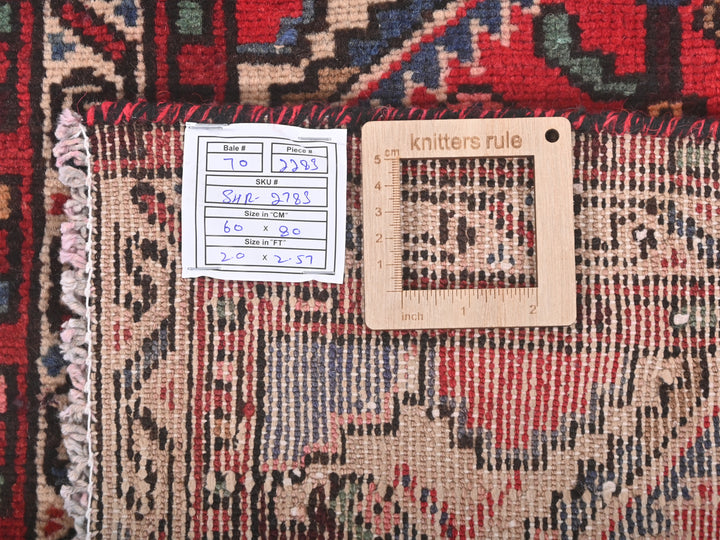 Bale # Piece #
70 2283
SKU #
SHR- 2783
Size in "CM"
60 x 80
Size in "FT"
2.0 x 2.57
knitters rule
5 cm
4
3
2
1
inch 1 2